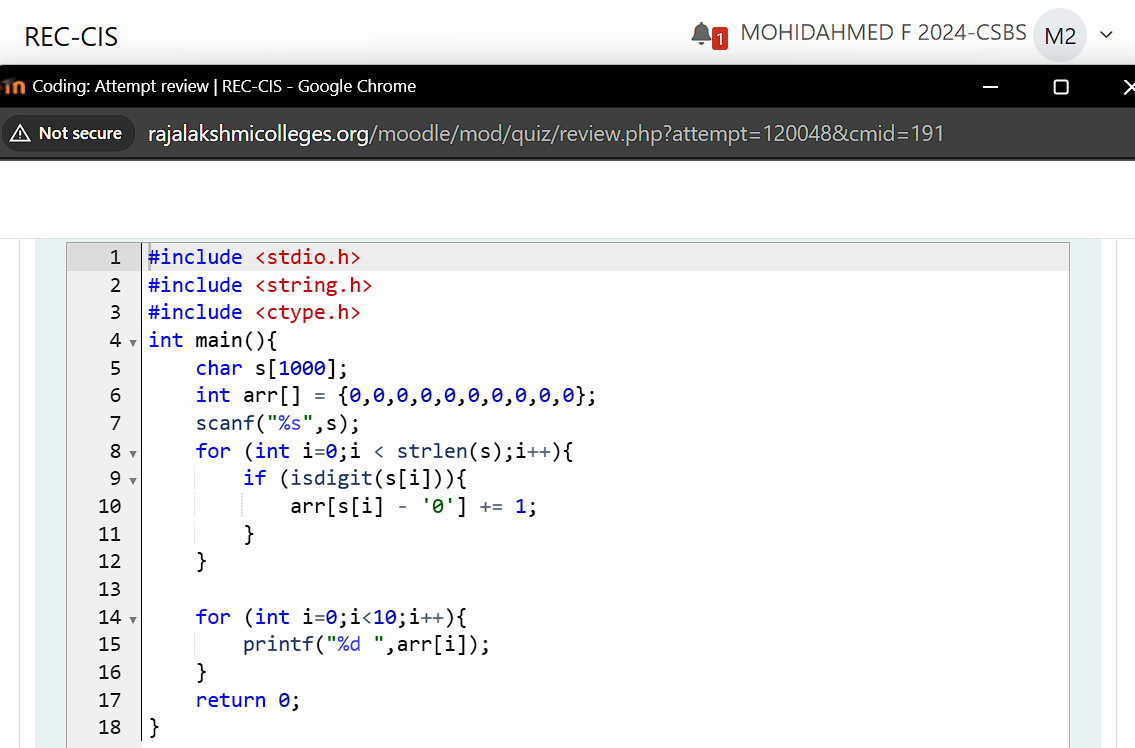 REC-CIS
1
MOHIDAHMED F 2024-CSBS
M2
Coding: Attempt review | REC-CIS - Google Chrome
Not secure
rajalakshmicolleges.org/moodle/mod/quiz/review.php?attempt=120048&cmid=191
1 #include <stdio.h>
2 #include <string.h>
3 #include <ctype.h>
4 int main(){
5     char s[1000];
6     int arr[] = {0,0,0,0,0,0,0,0,0,0};
7     scanf("%s",s);
8     for (int i=0;i < strlen(s);i++){
9         if (isdigit(s[i])){
10             arr[s[i] - '0'] += 1;
11         }
12     }
13
14     for (int i=0;i<10;i++){
15         printf("%d ",arr[i]);
16     }
17     return 0;
18 }